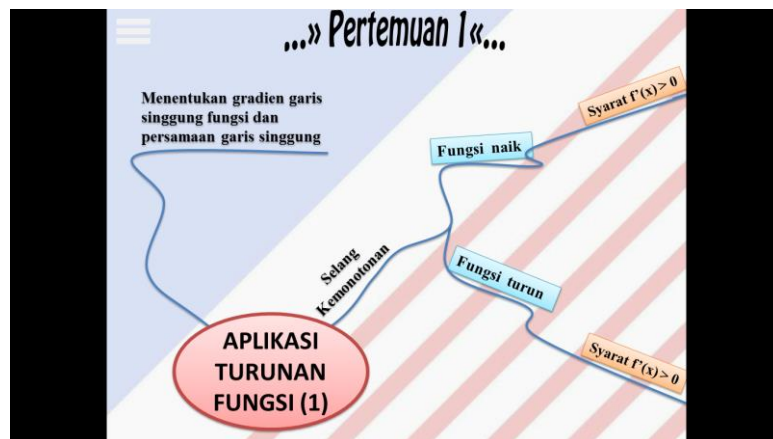 ...» Pertemuan 1 «...
Menentukan gradien garis
singgung fungsi dan
persamaan garis singgung
Syarat f’(x) > 0
Fungsi naik
Selang
Kemonotonan
Fungsi turun
Syarat f’(x) > 0
APLIKASI
TURUNAN
FUNGSI (1)